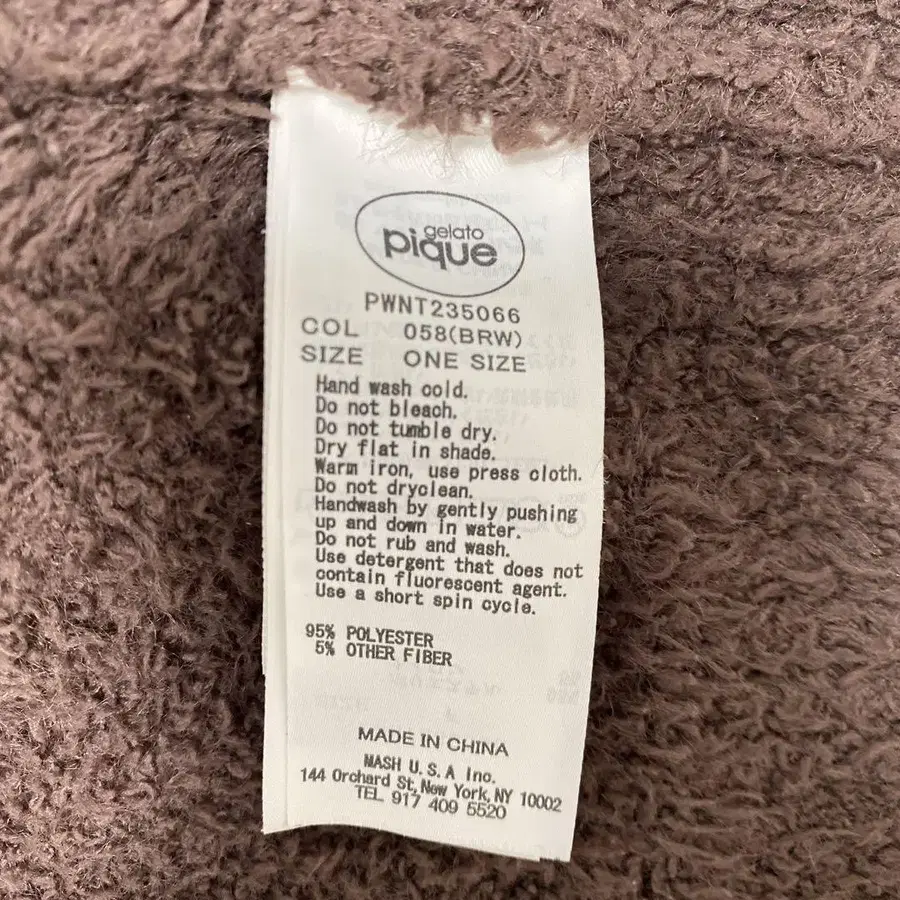 gelato
pique
PWNT235066
COL 058(BRW)
SIZE ONE SIZE
Hand wash cold.
Do not bleach.
Do not tumble dry.
Dry flat in shade.
Warm iron, use press cloth.
Do not dryclean.
Handwash by gently pushing
up and down in water.
Do not rub and wash.
Use detergent that does not
contain fluorescent agent.
Use a short spin cycle.
95% POLYESTER
5% OTHER FIBER
MADE IN CHINA
MASH U.S.A Inc.
144 Orchard St, New York, NY 10002
TEL 917 409 5520